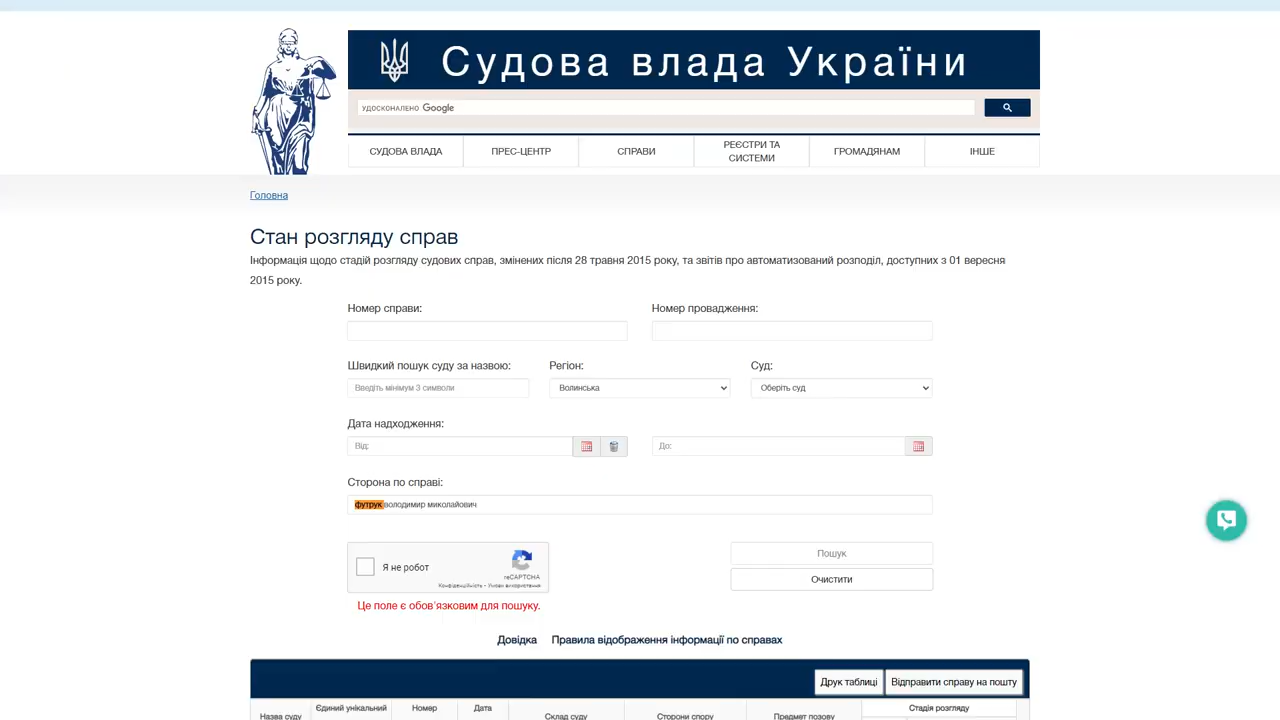 Судова влада України
УДОСКОНАЛЕНО Google
СУДОВА ВЛАДА
ПРЕС-ЦЕНТР
СПРАВИ
РЕЄСТРИ ТА
СИСТЕМИ
ГРОМАДЯНАМ
ІНШЕ
Головна
Стан розгляду справ
Інформація щодо стадій розгляду судових справ, змінених після 28 травня 2015 року, та звітів про автоматизований розподіл, доступних з 01 вересня
2015 року.
Номер справи:
Номер провадження:
Швидкий пошук суду за назвою:
Регіон:
Суд:
Введіть мінімум 3 символи
Волинська
Оберіть суд
Дата надходження:
Від:
До:
Сторона по справі:
футрук володимир миколайович
Я не робот
reCAPTCHA
Конфіденційність - Умови використання
Пошук
Очистити
Це поле є обов'язковим для пошуку.
Довідка Правила відображення інформації по справах
Друк таблиці
Відправити справу на пошту
Назва суду
Єдиний унікальний
Номер
Дата
Склад суду
Сторони спору
Предмет позову
Стадія розгляду